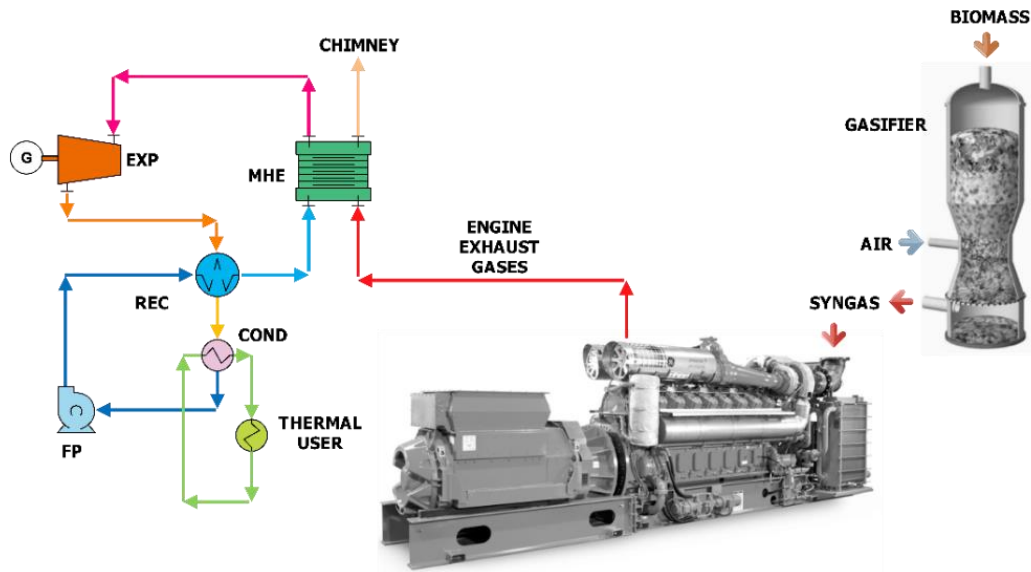 BIOMASS
CHIMNEY
GASIFIER
G
EXP
MHE
ENGINE
EXHAUST
GASES
AIR
REC
SYNGAS
COND
THERMAL
USER
FP